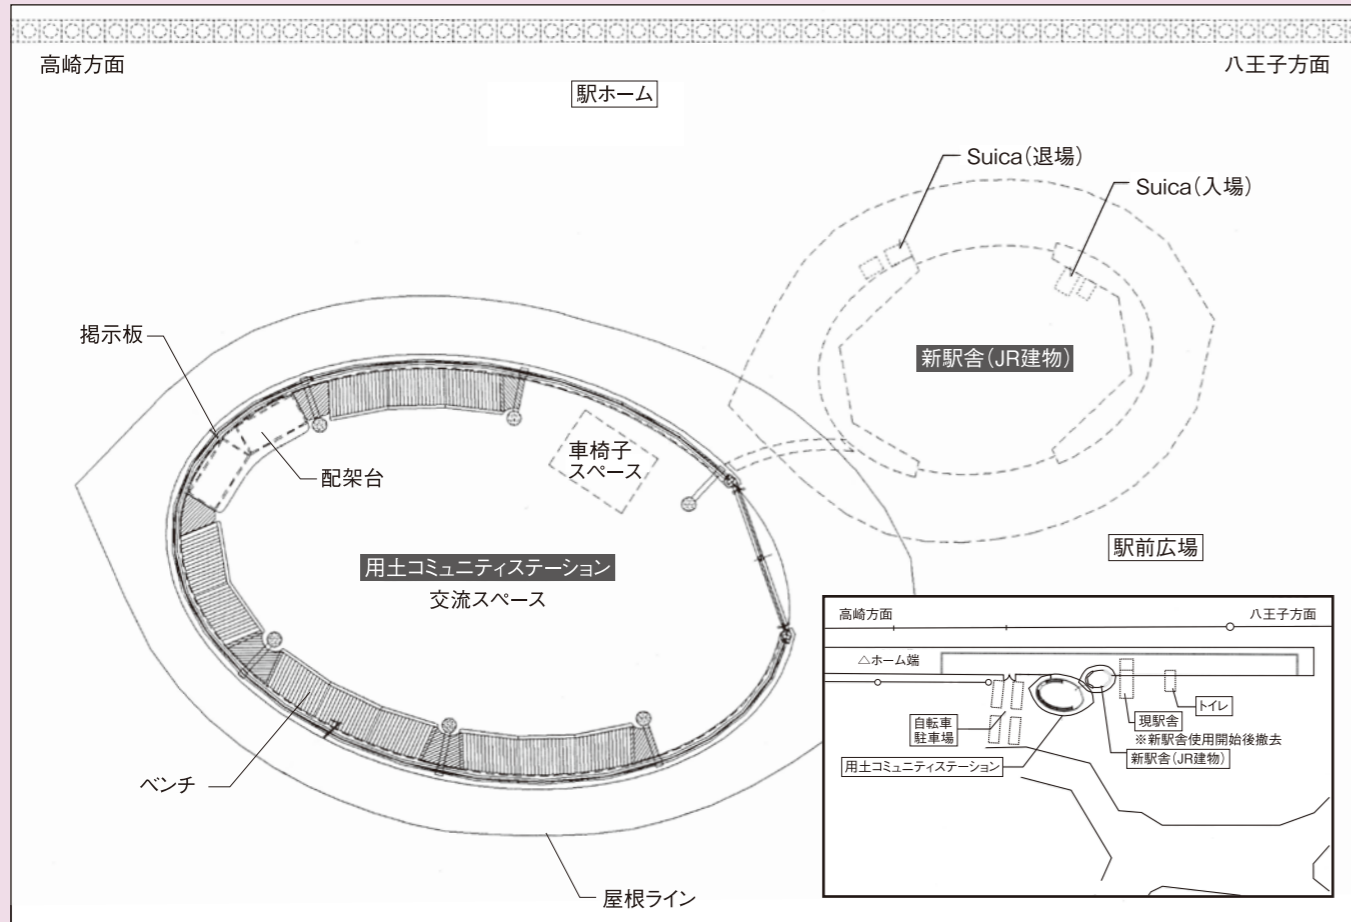 高崎方面
八王子方面
駅ホーム
Suica(退場)
Suica(入場)
掲示板
新駅舎(JR建物)
配架台
車椅子
スペース
用土コミュニティステーション
交流スペース
駅前広場
ベンチ
屋根ライン
高崎方面
八王子方面
△ホーム端
トイレ
自転車
駐車場
現駅舎
※新駅舎使用開始後撤去
新駅舎(JR建物)
用土コミュニティステーション